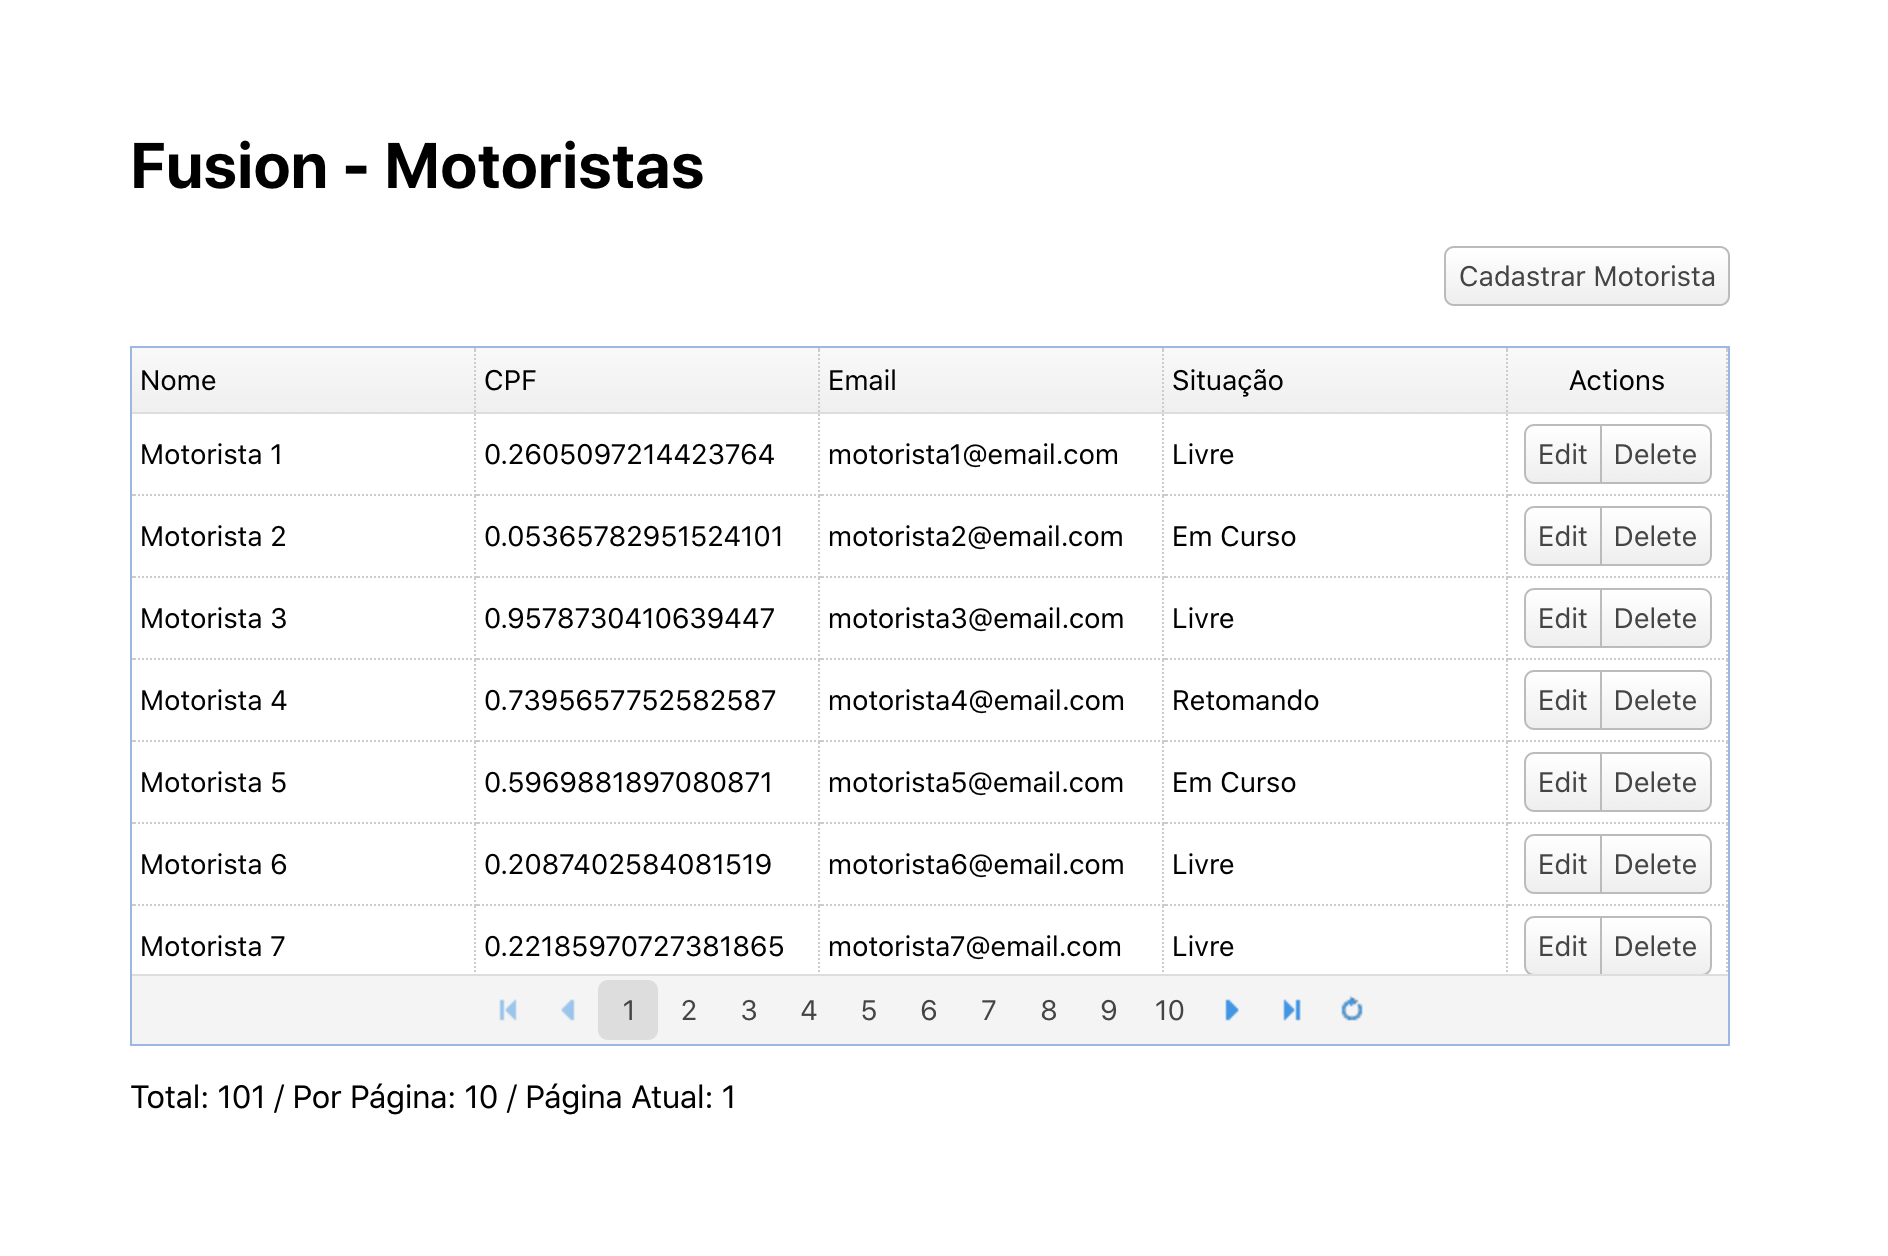 Fusion - Motoristas
Cadastrar Motorista
Nome CPF Email Situação Actions
Motorista 1 0.2605097214423764 motorista1@email.com Livre Edit Delete
Motorista 2 0.05365782951524101 motorista2@email.com Em Curso Edit Delete
Motorista 3 0.9578730410639447 motorista3@email.com Livre Edit Delete
Motorista 4 0.7395657752582587 motorista4@email.com Retomando Edit Delete
Motorista 5 0.5969881897080871 motorista5@email.com Em Curso Edit Delete
Motorista 6 0.2087402584081519 motorista6@email.com Livre Edit Delete
Motorista 7 0.22185970727381865 motorista7@email.com Livre Edit Delete
1 2 3 4 5 6 7 8 9 10
Total: 101 / Por Página: 10 / Página Atual: 1